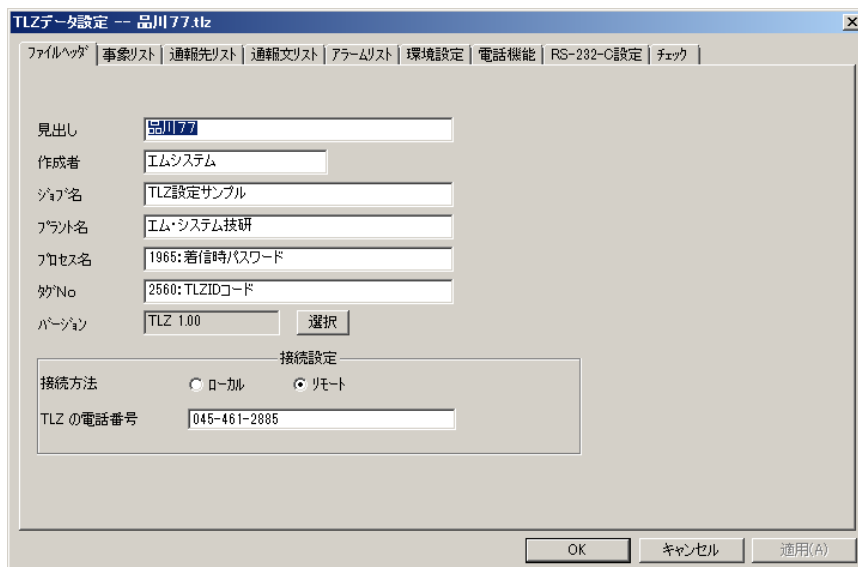 TLZデータ設定 -- 品川77.tlz
ﾌｧｲﾙﾍｯﾀﾞ 事象ﾘｽﾄ 通報先ﾘｽﾄ 通報文ﾘｽﾄ ｱﾗｰﾑﾘｽﾄ 環境設定 電話機能 RS-232-C設定 ﾁｪｯｸ
見出し 品川77
作成者 エムシステム
ｼﾞｮﾌﾞ名 TLZ設定サンプル
ﾌﾟﾗﾝﾄ名 エム・システム技研
ﾌﾟﾛｾｽ名 1965:着信時パスワード
ﾀｸﾞNo 2560:TLZIDコード
ﾊﾞｰｼﾞｮﾝ TLZ 1.00 選択
接続設定
接続方法 ﾛｰｶﾙ ﾘﾓｰﾄ
TLZ の電話番号 045-461-2885
OK ｷｬﾝｾﾙ 適用(A)